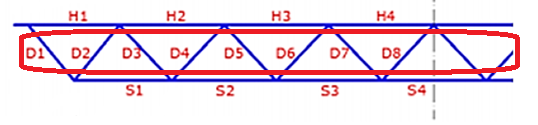 H1 H2 H3 H4
D1 D2 D3 D4 D5 D6 D7 D8
S1 S2 S3 S4